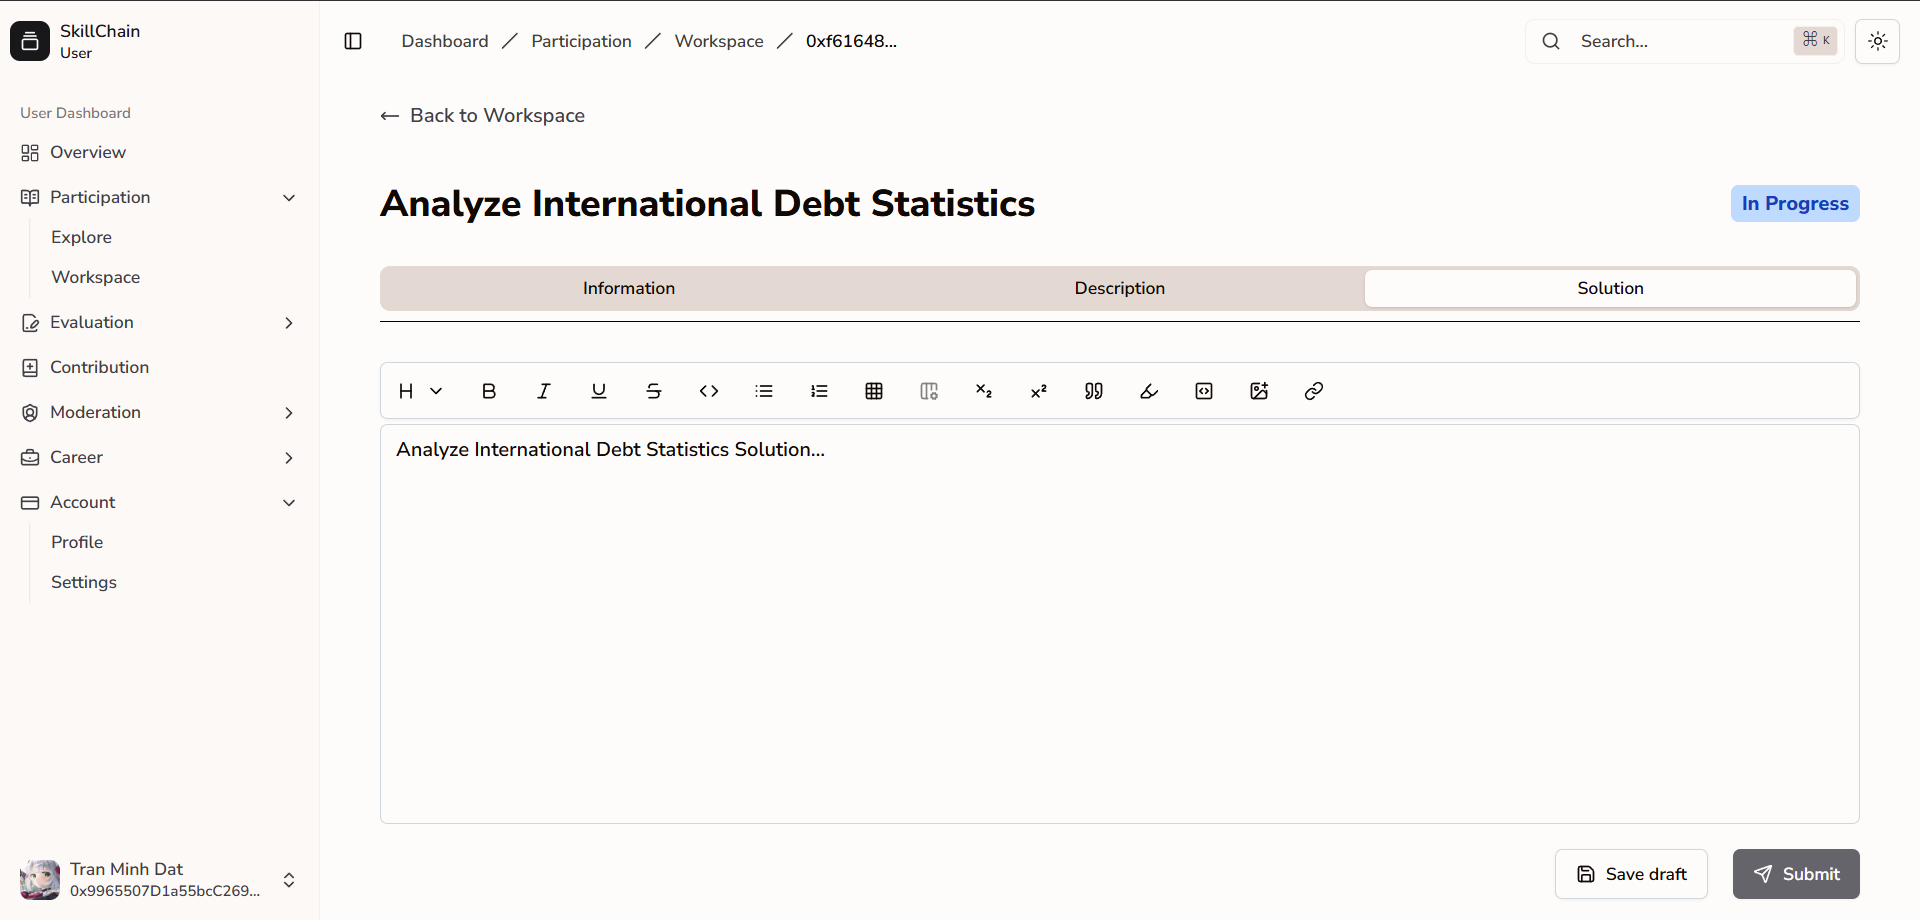 SkillChain
User
Dashboard / Participation / Workspace / 0xf61648...
Search...
⌘ K
User Dashboard
Overview
Participation
Explore
Workspace
Evaluation
Contribution
Moderation
Career
Account
Profile
Settings
Tran Minh Dat
0x9965507D1a55bcC269...
← Back to Workspace
Analyze International Debt Statistics
In Progress
Information
Description
Solution
H
B
I
U
S
Analyze International Debt Statistics Solution...
Save draft
Submit